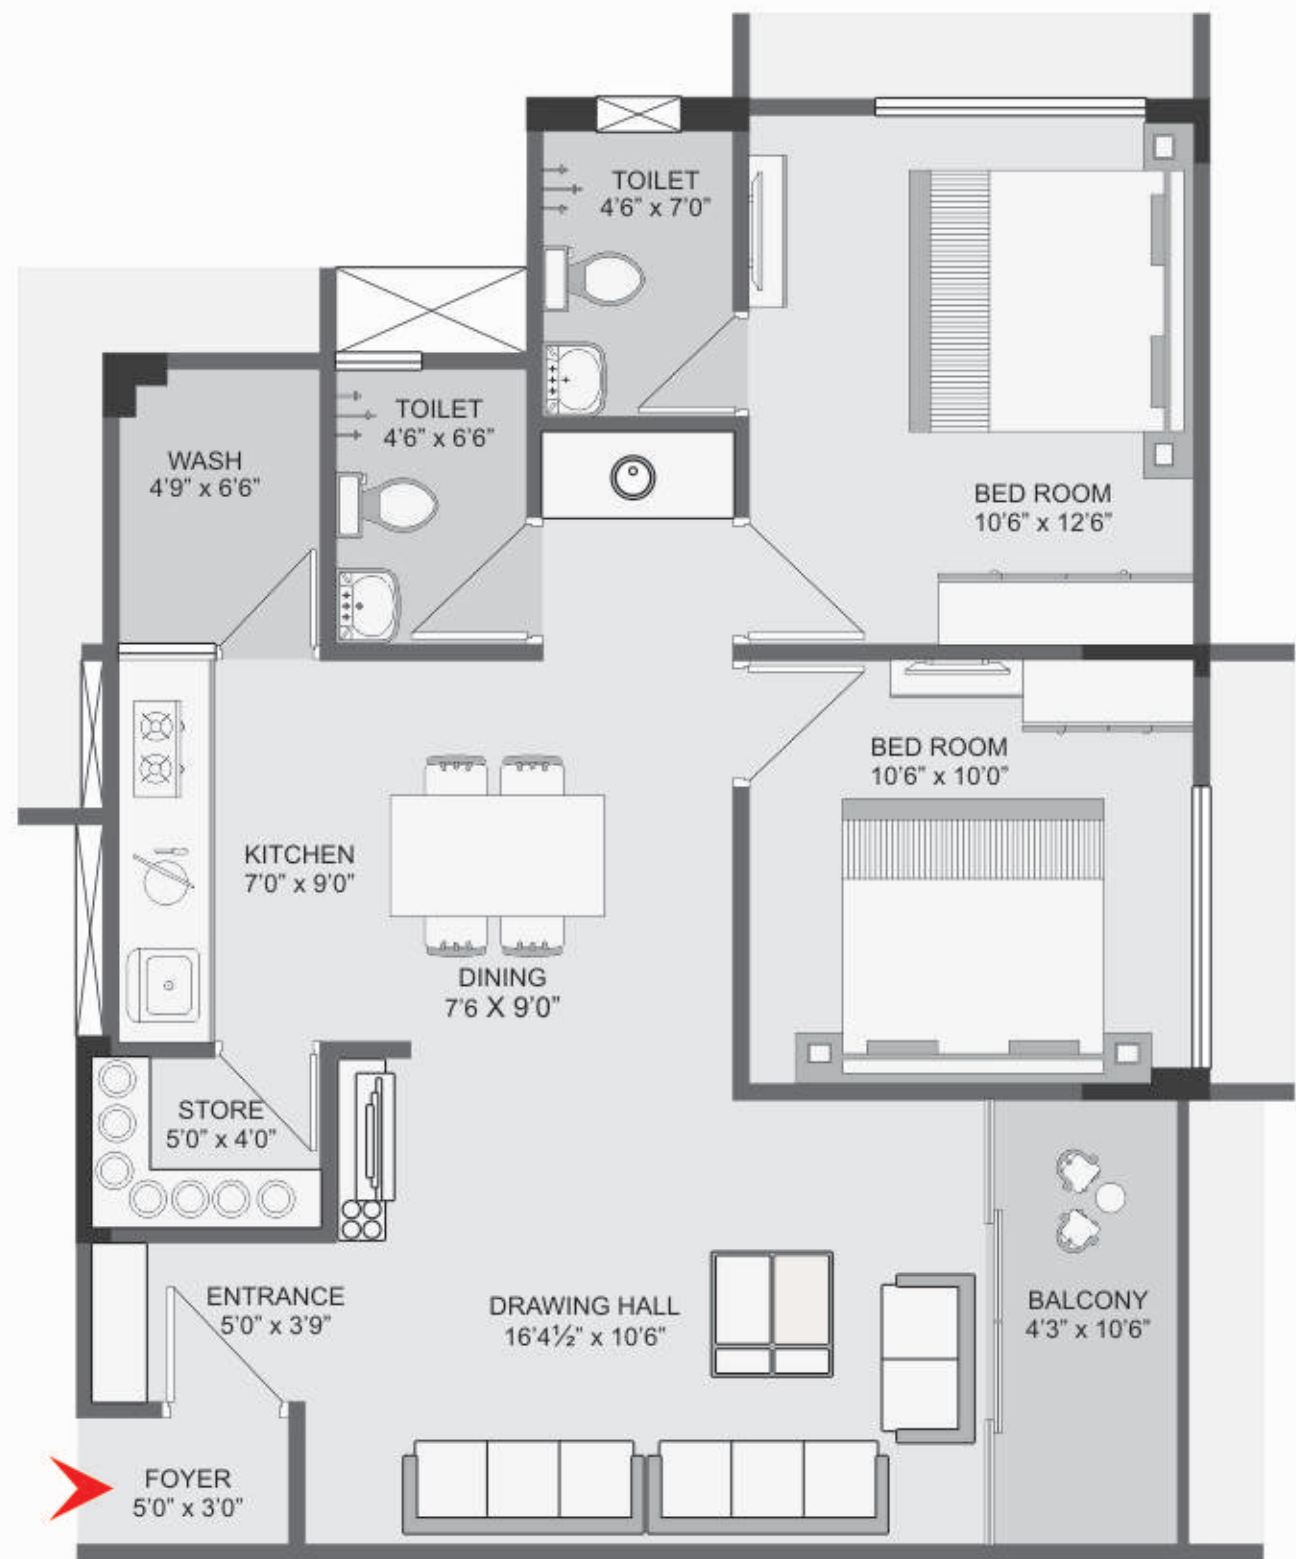 TOILET
4'6" x 7'0"
TOILET
4'6" x 6'6"
WASH
4'9" x 6'6"
BED ROOM
10'6" x 12'6"
BED ROOM
10'6" x 10'0"
KITCHEN
7'0" x 9'0"
DINING
7'6 X 9'0"
STORE
5'0" x 4'0"
ENTRANCE
5'0" x 3'9"
DRAWING HALL
16'4½" x 10'6"
BALCONY
4'3" x 10'6"
FOYER
5'0" x 3'0"